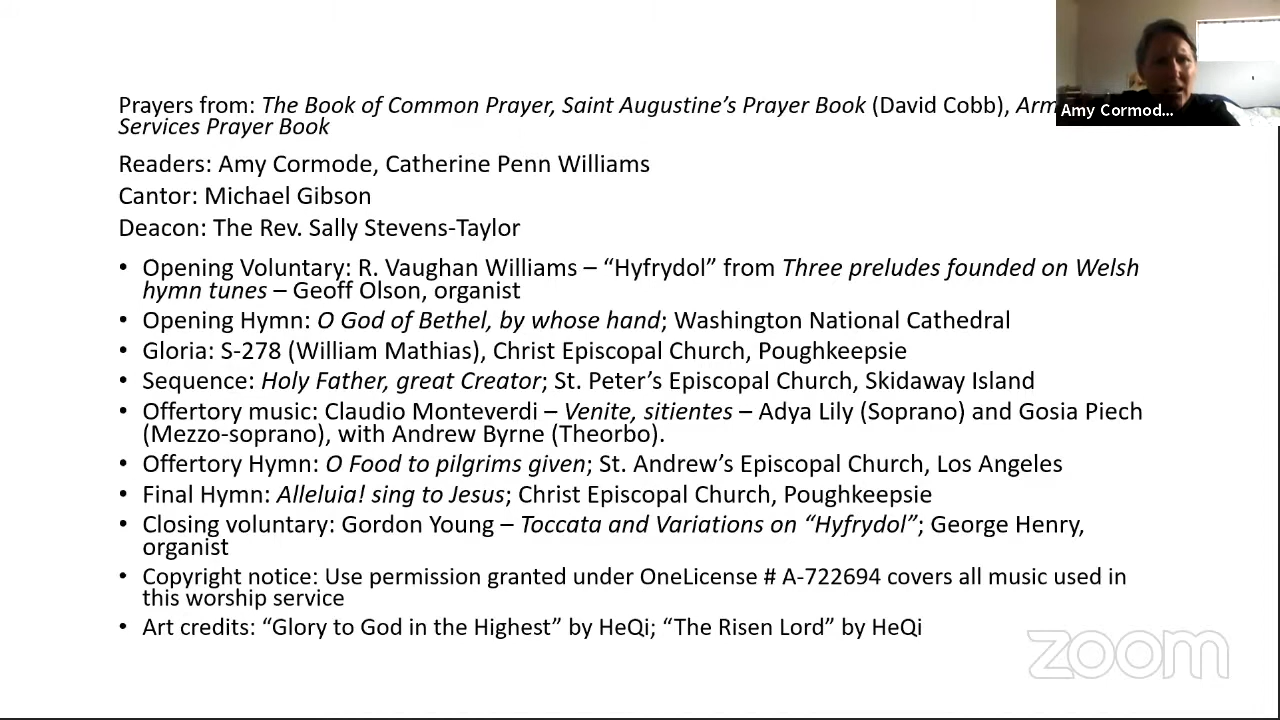 Prayers from: The Book of Common Prayer, Saint Augustine’s Prayer Book (David Cobb),
Services Prayer Book
Amy Cormod...
Readers: Amy Cormode, Catherine Penn Williams
Cantor: Michael Gibson
Deacon: The Rev. Sally Stevens-Taylor
• Opening Voluntary: R. Vaughan Williams – “Hyfrydol” from Three preludes founded on Welsh
hymn tunes – Geoff Olson, organist
• Opening Hymn: O God of Bethel, by whose hand; Washington National Cathedral
• Gloria: S-278 (William Mathias), Christ Episcopal Church, Poughkeepsie
• Sequence: Holy Father, great Creator; St. Peter’s Episcopal Church, Skidaway Island
• Offertory music: Claudio Monteverdi – Venite, sitientes – Adya Lily (Soprano) and Gosia Piech
(Mezzo-soprano), with Andrew Byrne (Theorbo).
• Offertory Hymn: O Food to pilgrims given; St. Andrew’s Episcopal Church, Los Angeles
• Final Hymn: Alleluia! sing to Jesus; Christ Episcopal Church, Poughkeepsie
• Closing voluntary: Gordon Young – Toccata and Variations on “Hyfrydol”; George Henry,
organist
• Copyright notice: Use permission granted under OneLicense # A-722694 covers all music used in
this worship service
• Art credits: “Glory to God in the Highest” by HeQi; “The Risen Lord” by HeQi
zoom